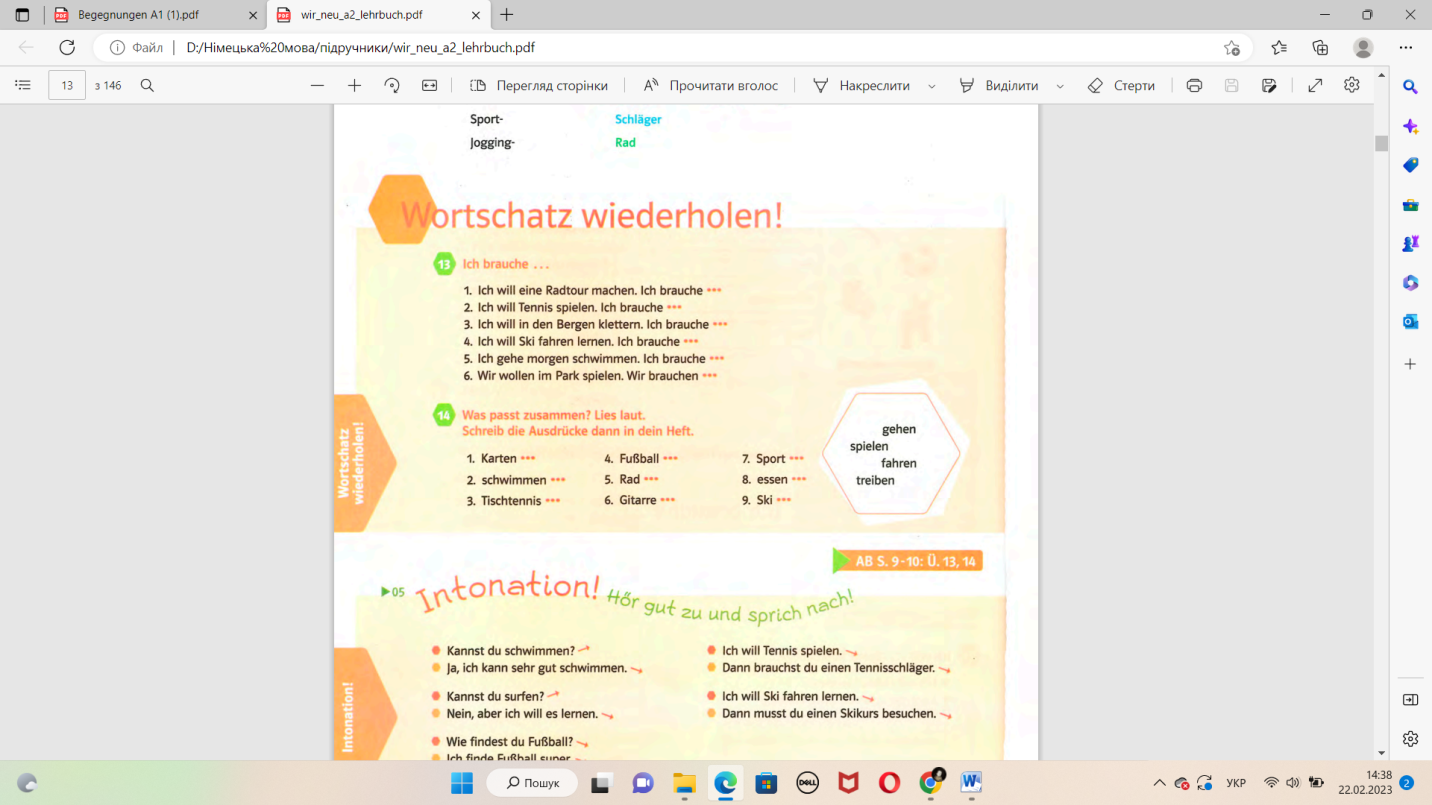 Begegnungen A1 (1).pdf
wir_neu_a2_lehrbuch.pdf
Файл
D:/Німецька%20мова/підручники/wir_neu_a2_lehrbuch.pdf
13 з 146
Перегляд сторінки
Прочитати вголос
Накреслити
Виділити
Стерти
Sport- Schläger
Jogging- Rad
Wortschatz wiederholen!
13 Ich brauche ...
1. Ich will eine Radtour machen. Ich brauche •••
2. Ich will Tennis spielen. Ich brauche •••
3. Ich will in den Bergen klettern. Ich brauche •••
4. Ich will Ski fahren lernen. Ich brauche •••
5. Ich gehe morgen schwimmen. Ich brauche •••
6. Wir wollen im Park spielen. Wir brauchen •••
Wortschatz
wiederholen!
14 Was passt zusammen? Lies laut.
Schreib die Ausdrücke dann in dein Heft.
1. Karten ••• 4. Fußball ••• 7. Sport •••
2. schwimmen ••• 5. Rad ••• 8. essen •••
3. Tischtennis ••• 6. Gitarre ••• 9. Ski •••
gehen
spielen
fahren
treiben
AB S. 9-10: Ü. 13, 14
05 Intonation! Hör gut zu und sprich nach!
Intonation!
Kannst du schwimmen?
Ja, ich kann sehr gut schwimmen.
Kannst du surfen?
Nein, aber ich will es lernen.
Wie findest du Fußball?
Ich finde Fußball super.
Ich will Tennis spielen.
Dann brauchst du einen Tennisschläger.
Ich will Ski fahren lernen.
Dann musst du einen Skikurs besuchen.
Пошук
DELL
УКР
14:38
22.02.2023
2